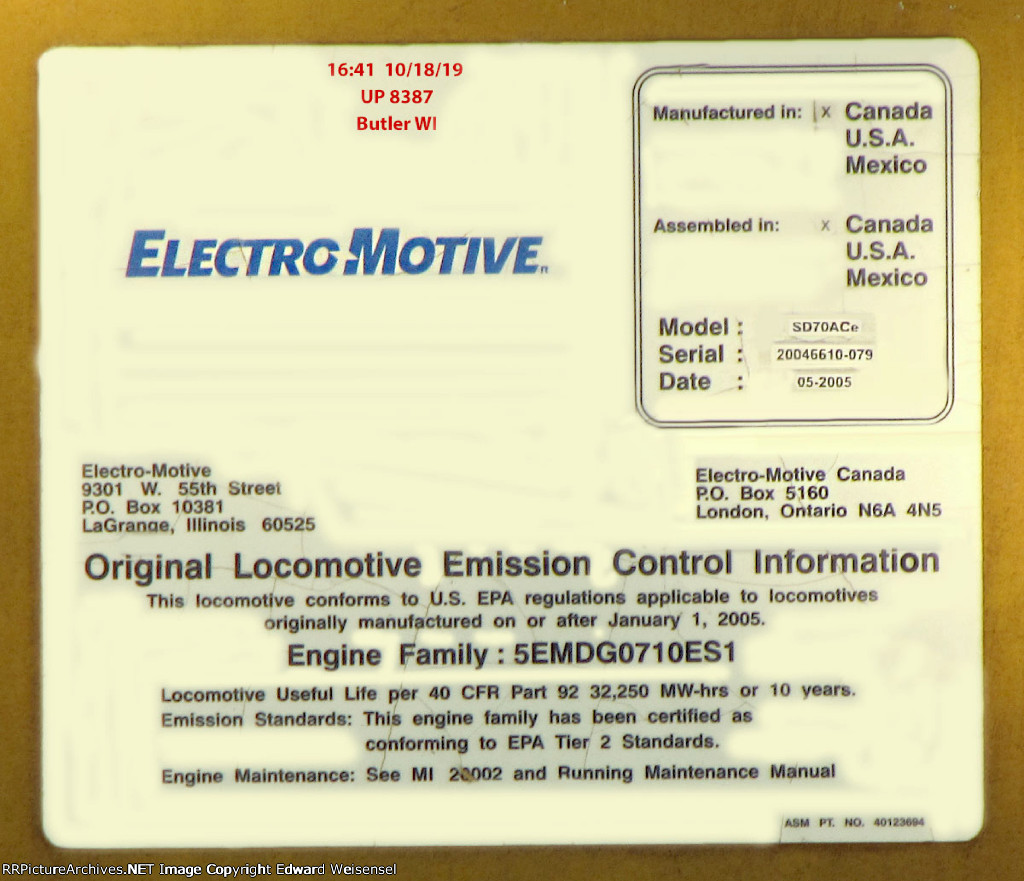 16:41 10/18/19
UP 8387
Butler WI
Manufactured in: x Canada
U.S.A.
Mexico
ELECTRO-MOTIVE
Assembled in: x Canada
U.S.A.
Mexico
Model : SD70ACe
Serial : 20046610-079
Date : 05-2005
Electro-Motive
9301 W. 55th Street
P.O. Box 10381
LaGrange, Illinois 60525
Electro-Motive Canada
P.O. Box 5160
London, Ontario N6A 4N5
Original Locomotive Emission Control Information
This locomotive conforms to U.S. EPA regulations applicable to locomotives
originally manufactured on or after January 1, 2005.
Engine Family : 5EMDG0710ES1
Locomotive Useful Life per 40 CFR Part 92 32,250 MW-hrs or 10 years.
Emission Standards: This engine family has been certified as
conforming to EPA Tier 2 Standards.
Engine Maintenance: See MI 20002 and Running Maintenance Manual
ASM PT. NO. 40123694
RRPictureArchives.NET Image Copyright Edward Weisensel